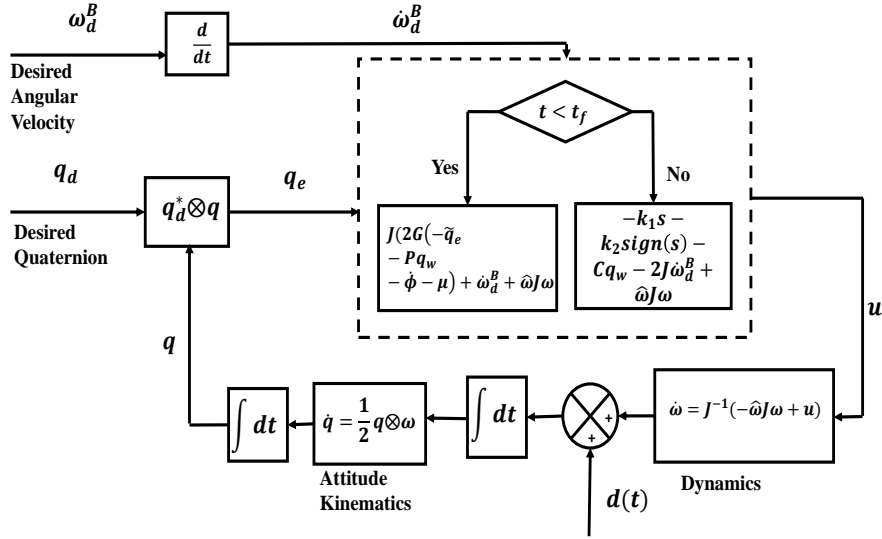 ω_d^B
d/dt
ω̇_d^B
Desired
Angular
Velocity
t < t_f
Yes
No
q_d
q_d^*⊗q
q_e
Desired
Quaternion
J(2G(−q̃_e
− Pq_w
− ϕ̇ − μ) + ω̇_d^B + ω̂Jω
−k_1s −
k_2sign(s) −
Cq_w − 2Jω̇_d^B +
ω̂Jω
u
q
∫ dt
q̇ = 1/2 q⊗ω
∫ dt
+
+
ω̇ = J^{-1}(−ω̂Jω + u)
Attitude
Kinematics
d(t)
Dynamics